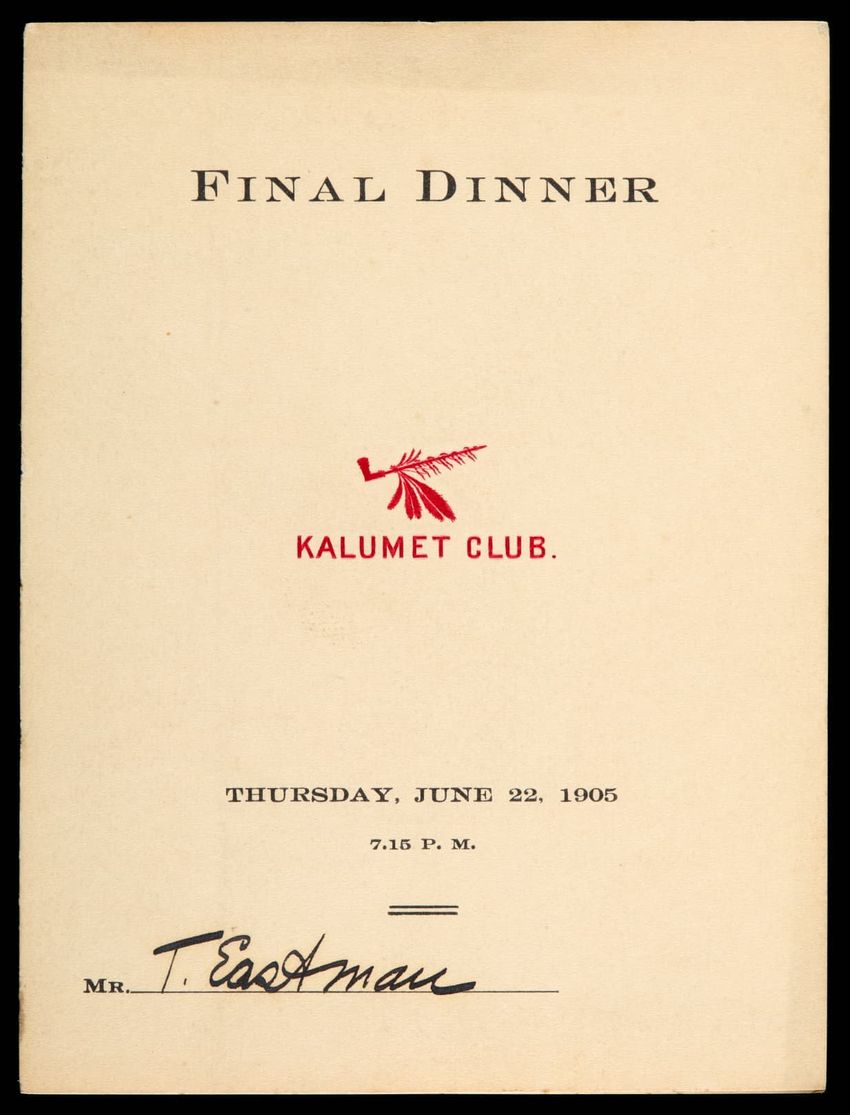 FINAL DINNER
KALUMET CLUB.
THURSDAY, JUNE 22, 1905
7.15 P. M.
MR. T. Eastman